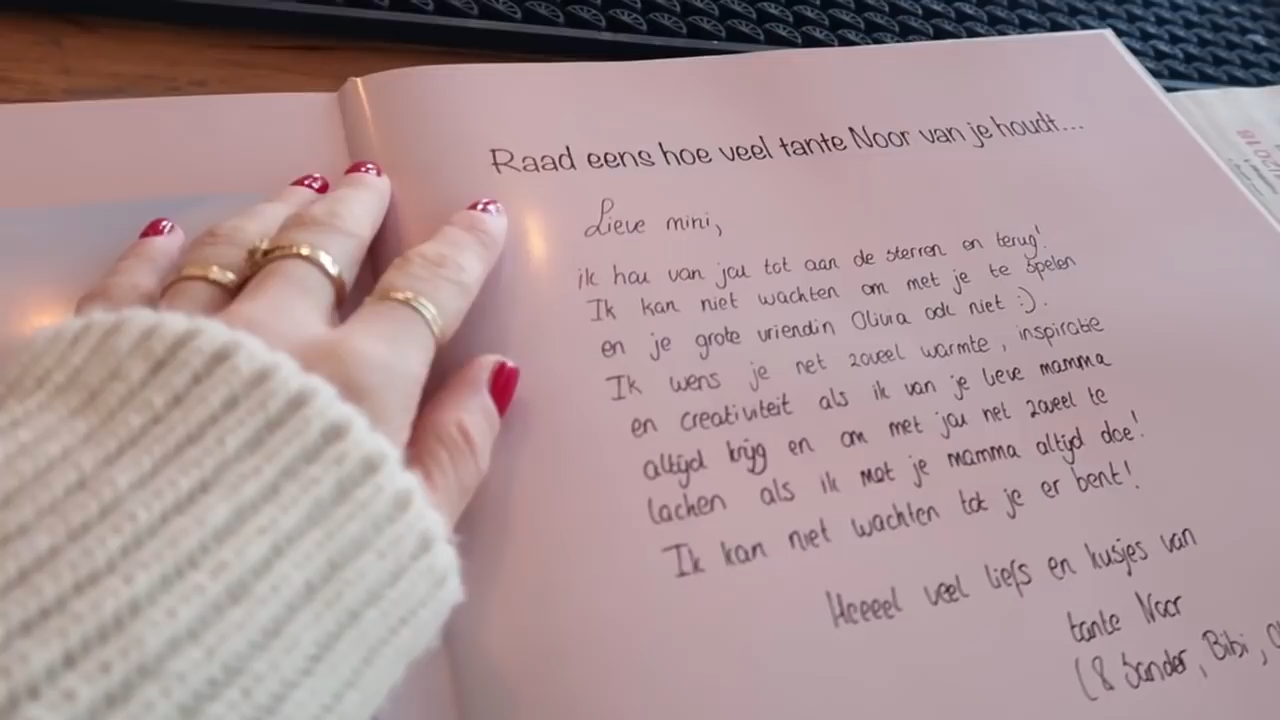 Raad eens hoe veel tante Noor van je houdt...
Lieve mini,
ik hou van jou tot aan de sterren en terug!
Ik kan niet wachten om met je te spelen
en je grote vriendin Olivia ook niet :).
Ik wens je net zoveel warmte, inspiratie
en creativiteit als ik van je lieve mamma
altijd krijg en om met jou net zoveel te
lachen als ik met je mamma altijd doe!
Ik kan niet wachten tot je er bent!
Heeeel veel liefs en kusjes van
tante Noor
(& Sander, Bibi,